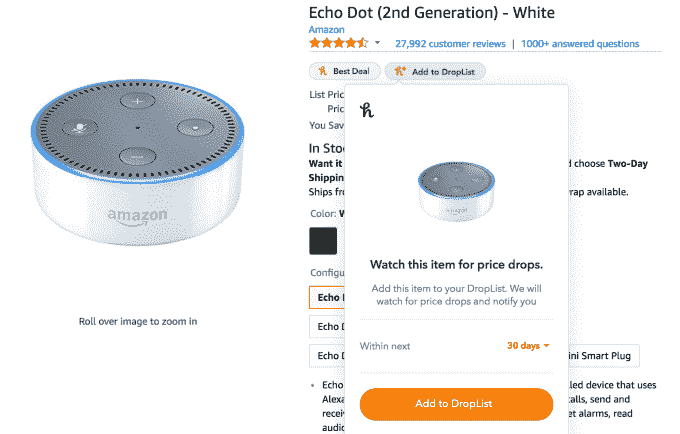 Echo Dot (2nd Generation) - White
Amazon
27,992 customer reviews | 1000+ answered questions
Best Deal
Add to DropList
List Pric
Pric
You Sav
In Stoc
Want it
d choose Two-Day
Shippin
Ships fro
rap available.
Color: W
amazon
Roll over image to zoom in
h
amazon
Watch this item for price drops.
Add this item to your DropList. We will
watch for price drops and notify you
Within next
30 days
Add to DropList
Configu
Echo
Echo D
Echo D
ini Smart Plug
Echo
led device that uses
Alexa
calls, send and
receiv
et alarms, read
audio